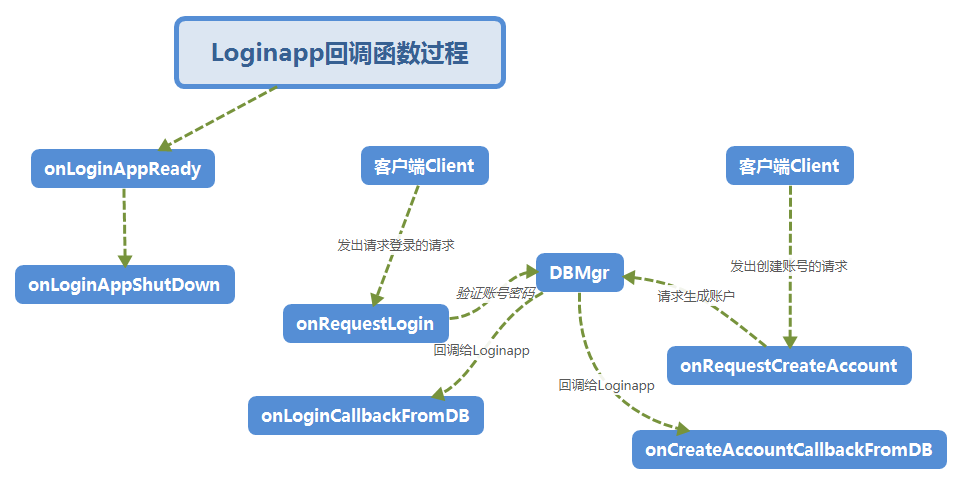 Loginapp回调函数过程
onLoginAppReady
客户端Client
客户端Client
发出请求登录的请求
发出创建账号的请求
onLoginAppShutDown
DBMgr
验证账号密码
请求生成账户
onRequestLogin
回调给Loginapp
onRequestCreateAccount
回调给Loginapp
onLoginCallbackFromDB
onCreateAccountCallbackFromDB